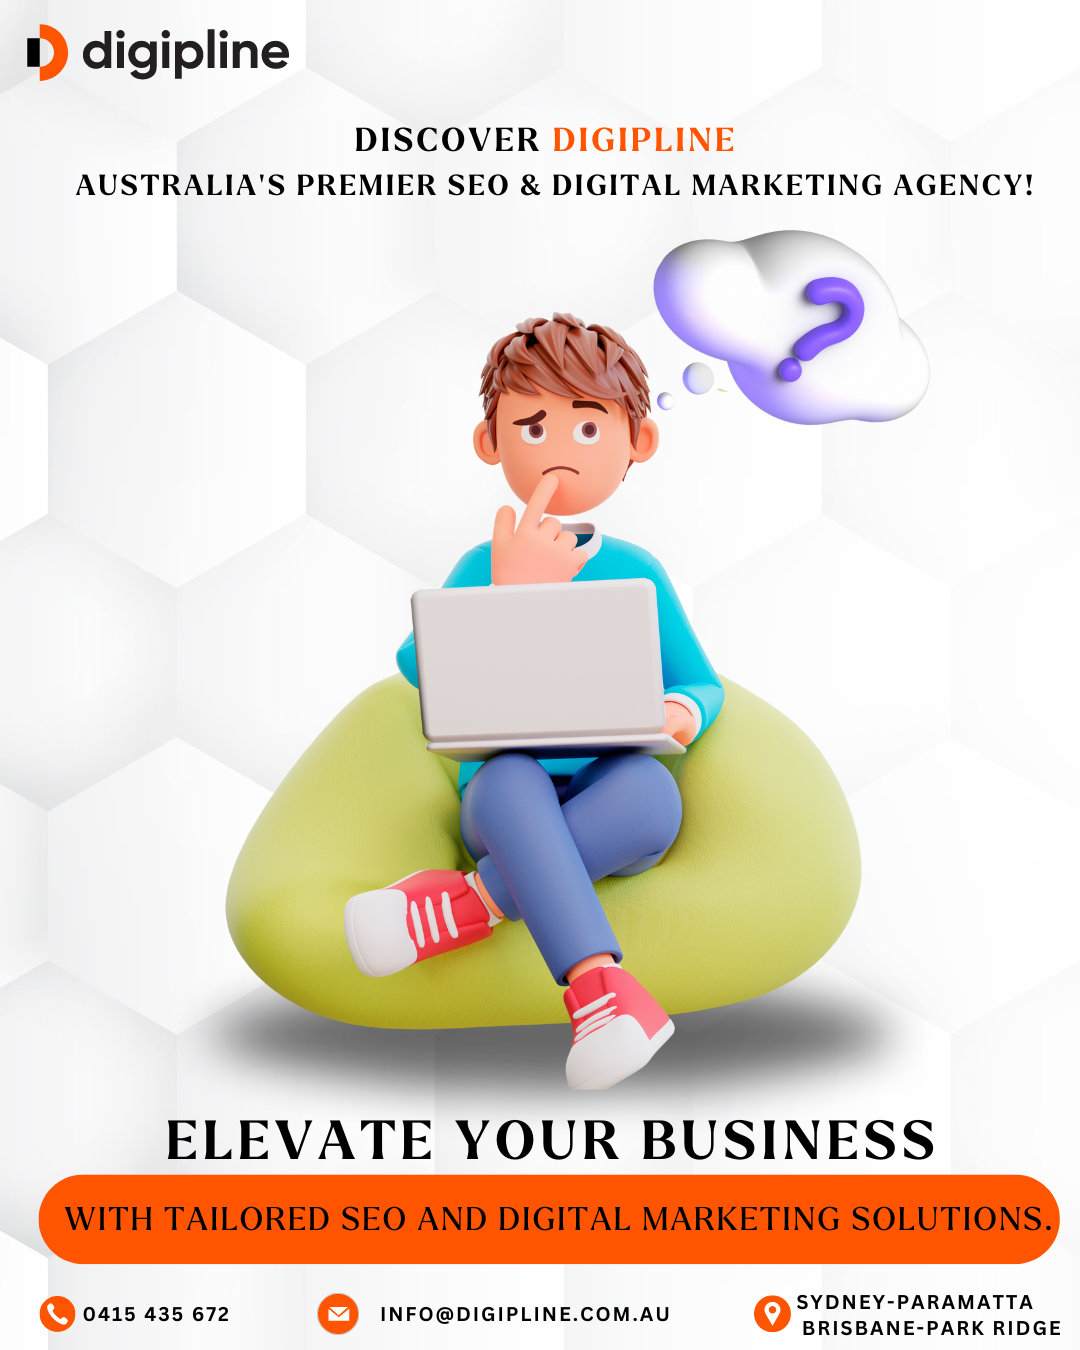 digipline
DISCOVER DIGIPLINE
AUSTRALIA'S PREMIER SEO & DIGITAL MARKETING AGENCY!
?
ELEVATE YOUR BUSINESS
WITH TAILORED SEO AND DIGITAL MARKETING SOLUTIONS.
0415 435 672
INFO@DIGIPLINE.COM.AU
SYDNEY-PARAMATTA
BRISBANE-PARK RIDGE